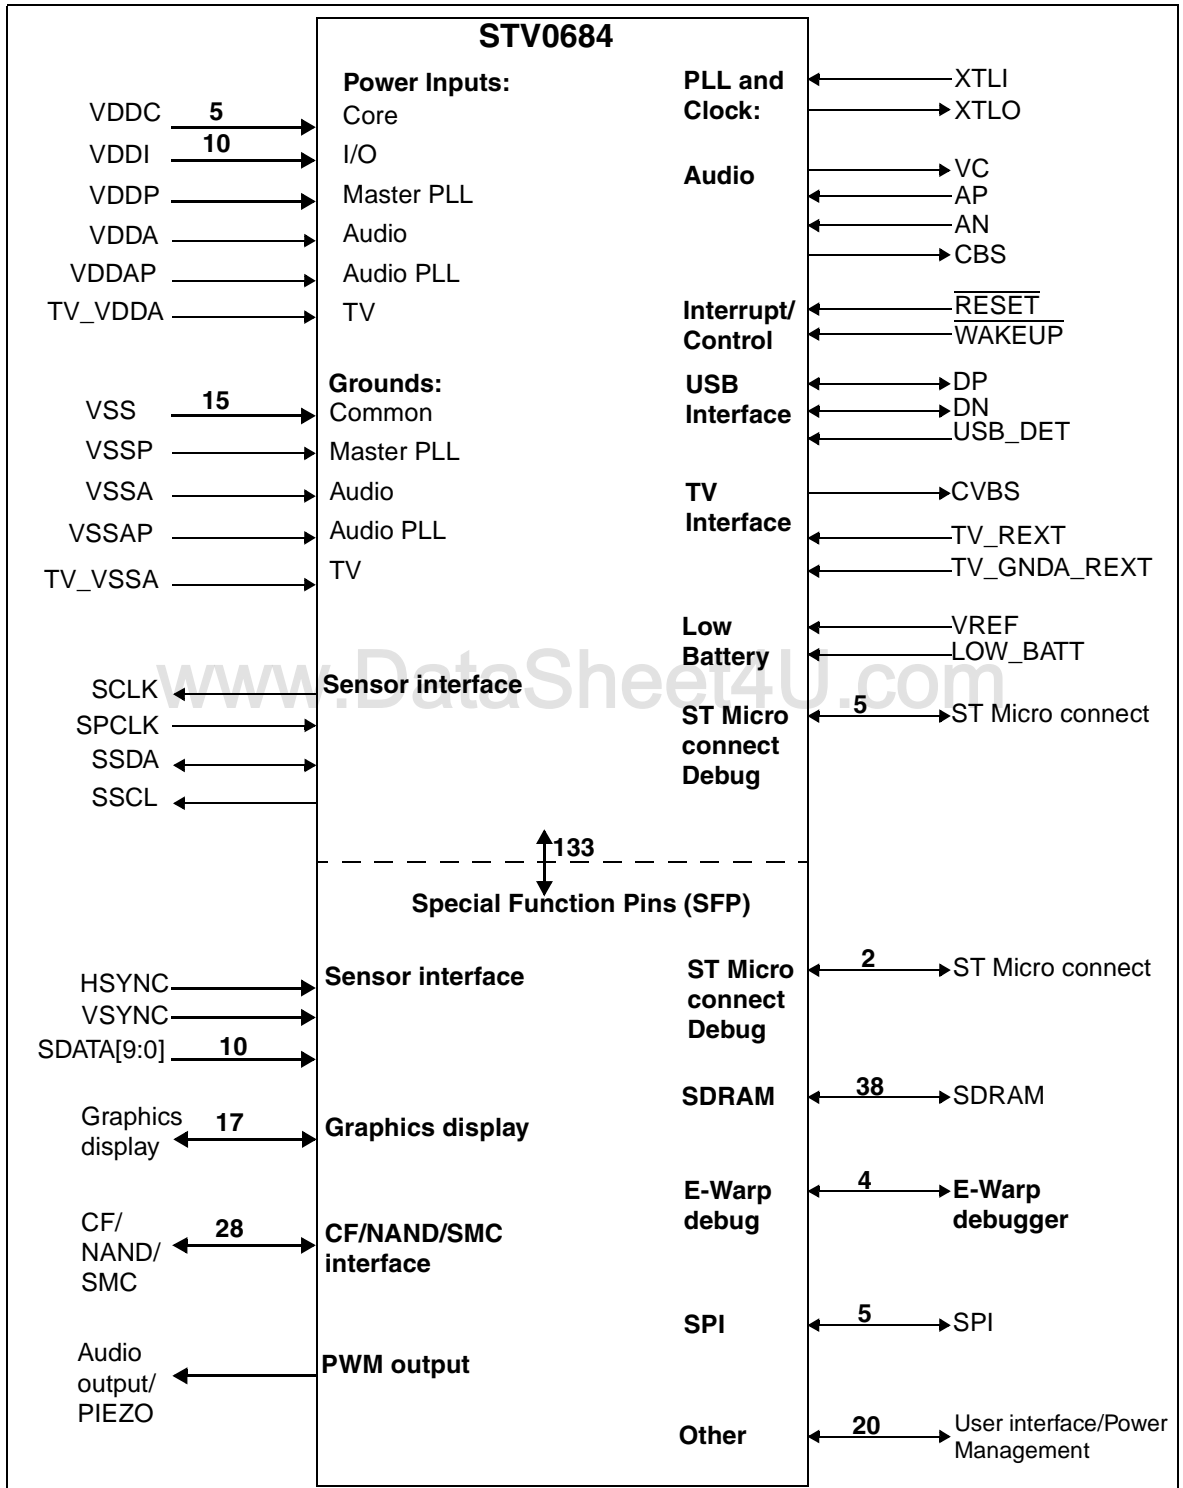 STV0684
Power Inputs:
VDDC 5 Core
VDDI 10 I/O
VDDP Master PLL
VDDA Audio
VDDAP Audio PLL
TV_VDDA TV
Grounds:
VSS 15 Common
VSSP Master PLL
VSSA Audio
VSSAP Audio PLL
TV_VSSA TV
Sensor interface
SCLK
SPCLK
SSDA
SSCL
PLL and
Clock:
XTLI
XTLO
Audio
VC
AP
AN
CBS
Interrupt/
Control
RESET
WAKEUP
USB
Interface
DP
DN
USB_DET
TV
Interface
CVBS
TV_REXT
TV_GNDA_REXT
Low
Battery
VREF
LOW_BATT
www.DataSheet4U.com
ST Micro
connect
Debug
5 ST Micro connect
133
Special Function Pins (SFP)
Sensor interface
HSYNC
VSYNC
SDATA[9:0] 10
Graphics
display
17 Graphics display
CF/
NAND/
SMC
28 CF/NAND/SMC
interface
Audio
output/
PIEZO
PWM output
ST Micro
connect
Debug
2 ST Micro connect
SDRAM 38 SDRAM
E-Warp
debug
4 E-Warp
debugger
SPI 5 SPI
Other 20 User interface/Power
Management